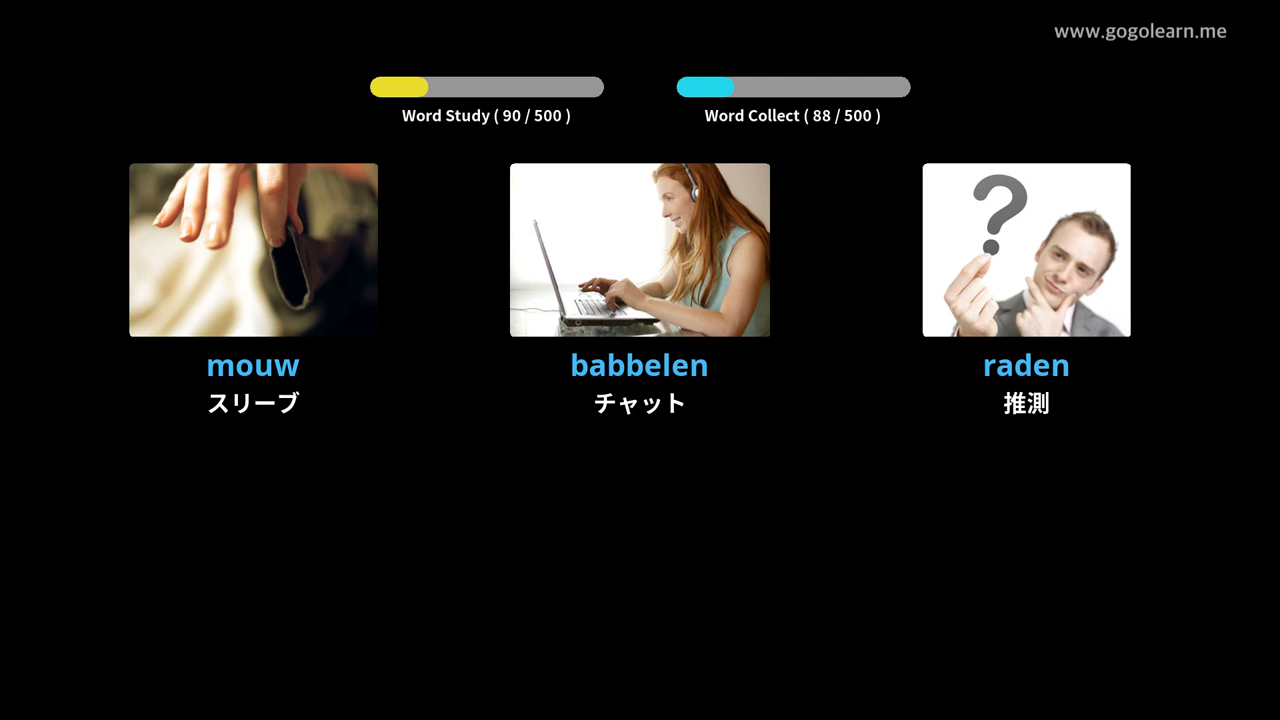 www.gogolearn.me
Word Study ( 90 / 500 )
Word Collect ( 88 / 500 )
mouw
babbelen
raden
スリーブ
チャット
推測